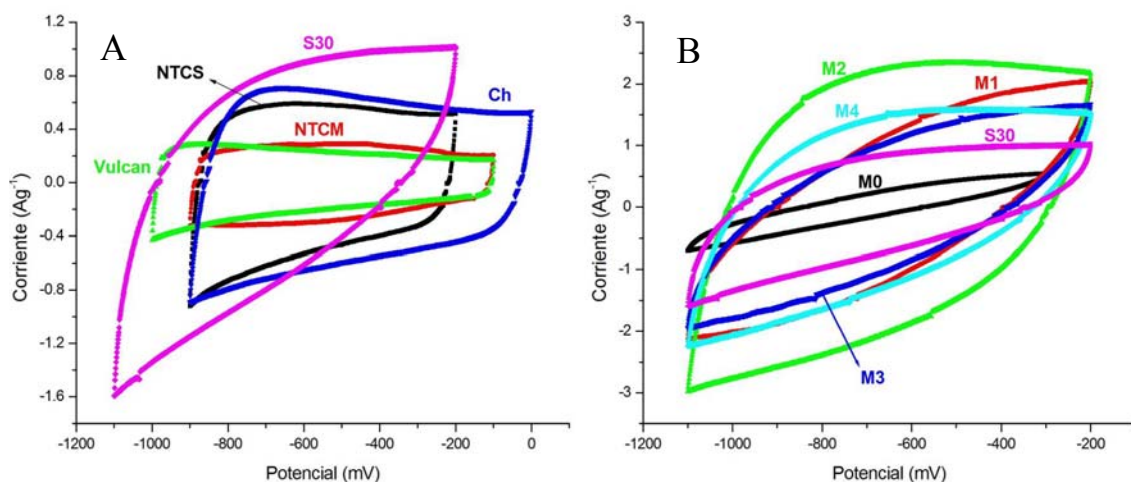 A
S30
NTCS
Ch
NTCM
Vulcan
Corriente (Ag⁻¹)
1.2
0.8
0.4
0.0
-0.4
-0.8
-1.2
-1.6
-1200 -1000 -800 -600 -400 -200 0
Potencial (mV)
B
M2
M1
M4
S30
M0
M3
Corriente (Ag⁻¹)
3
2
1
0
-1
-2
-3
-1200 -1000 -800 -600 -400 -200
Potencial (mV)